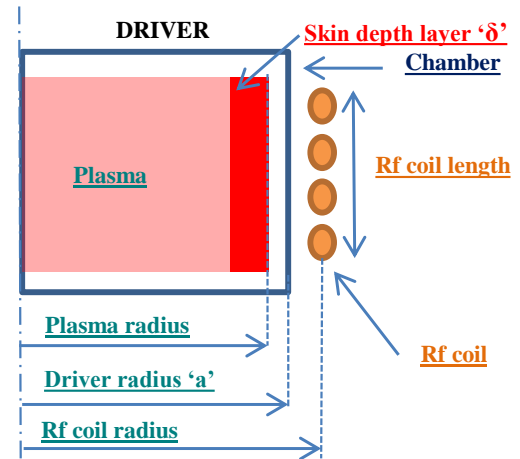 DRIVER
Skin depth layer ‘δ’
Chamber
Plasma
Rf coil length
Plasma radius
Rf coil
Driver radius ‘a’
Rf coil radius